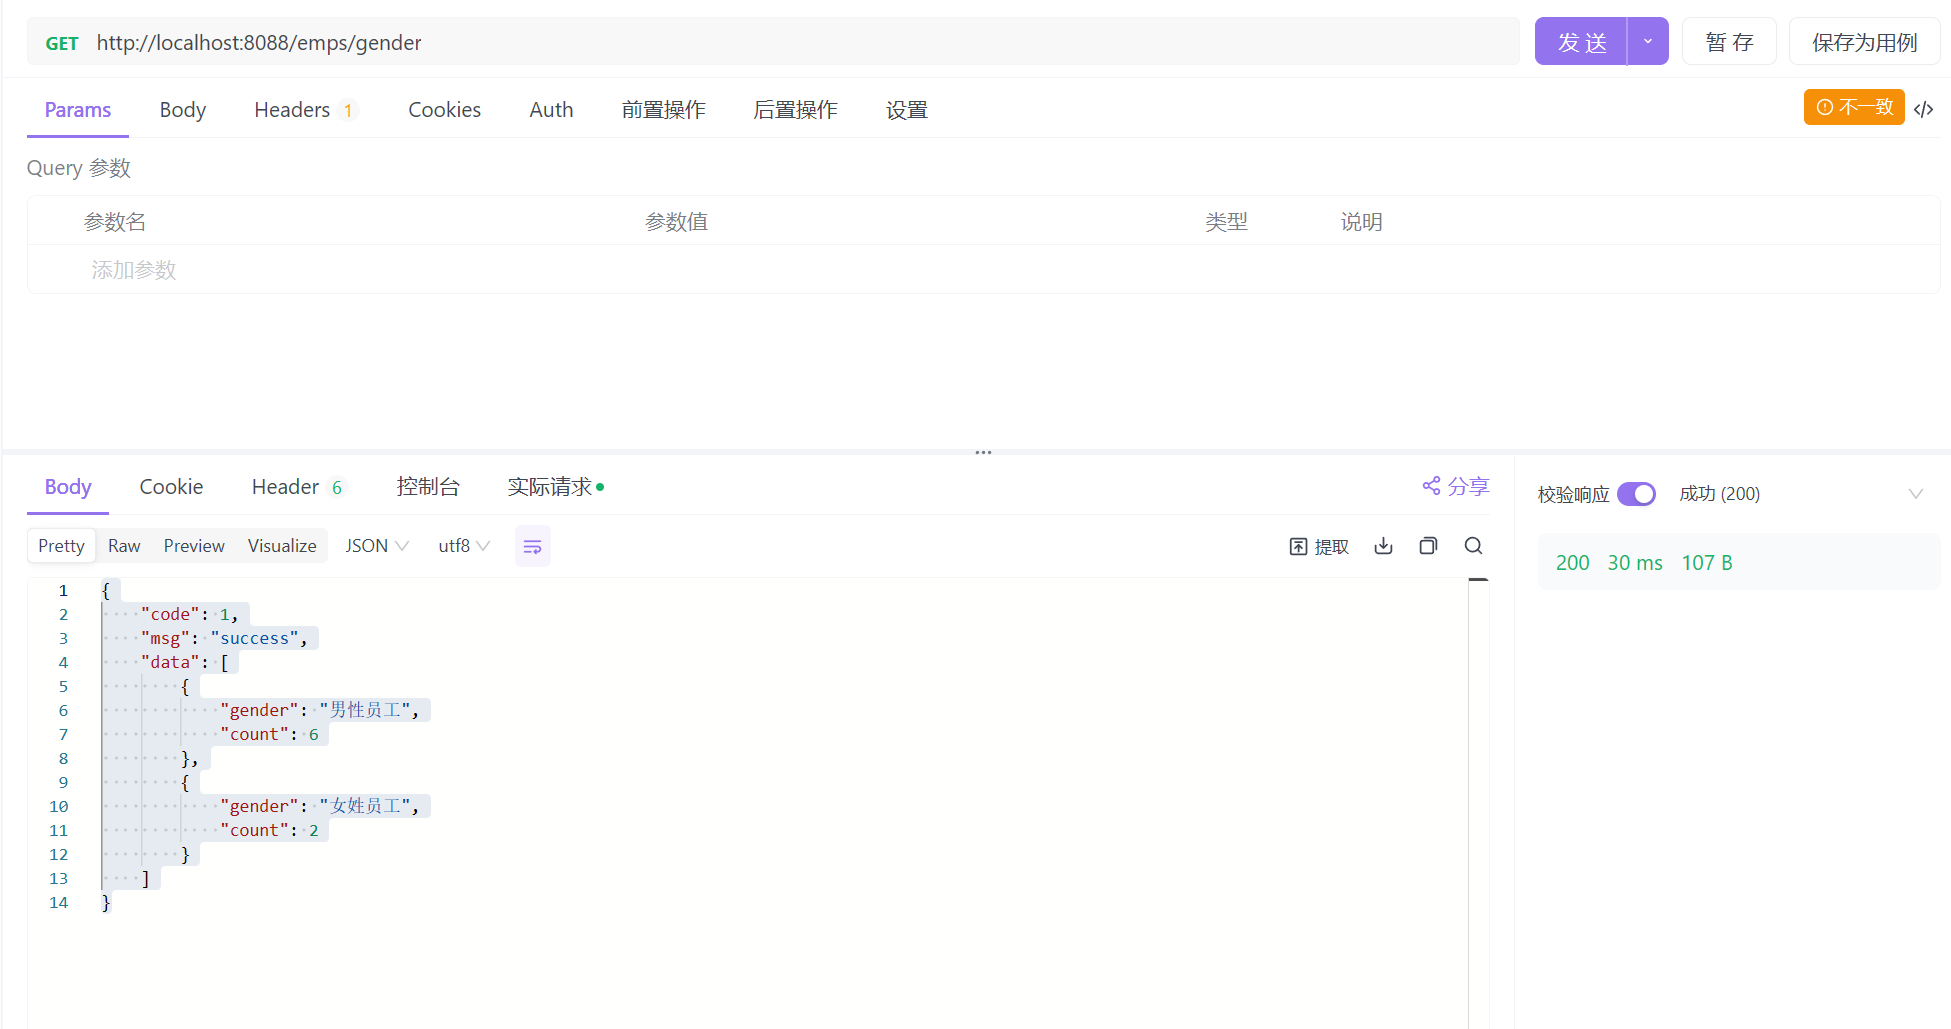 GET http://localhost:8088/emps/gender 发 送 暂 存 保存为用例
Params Body Headers 1 Cookies Auth 前置操作 后置操作 设置 不一致 </>
Query 参数
参数名 参数值 类型 说明
添加参数
Body Cookie Header 6 控制台 实际请求 分享 校验响应 成功 (200)
Pretty Raw Preview Visualize JSON utf8 提取
200 30 ms 107 B
1 {
2 "code": 1,
3 "msg": "success",
4 "data": [
5 {
6 "gender": "男性员工",
7 "count": 6
8 },
9 {
10 "gender": "女姓员工",
11 "count": 2
12 }
13 ]
14 }